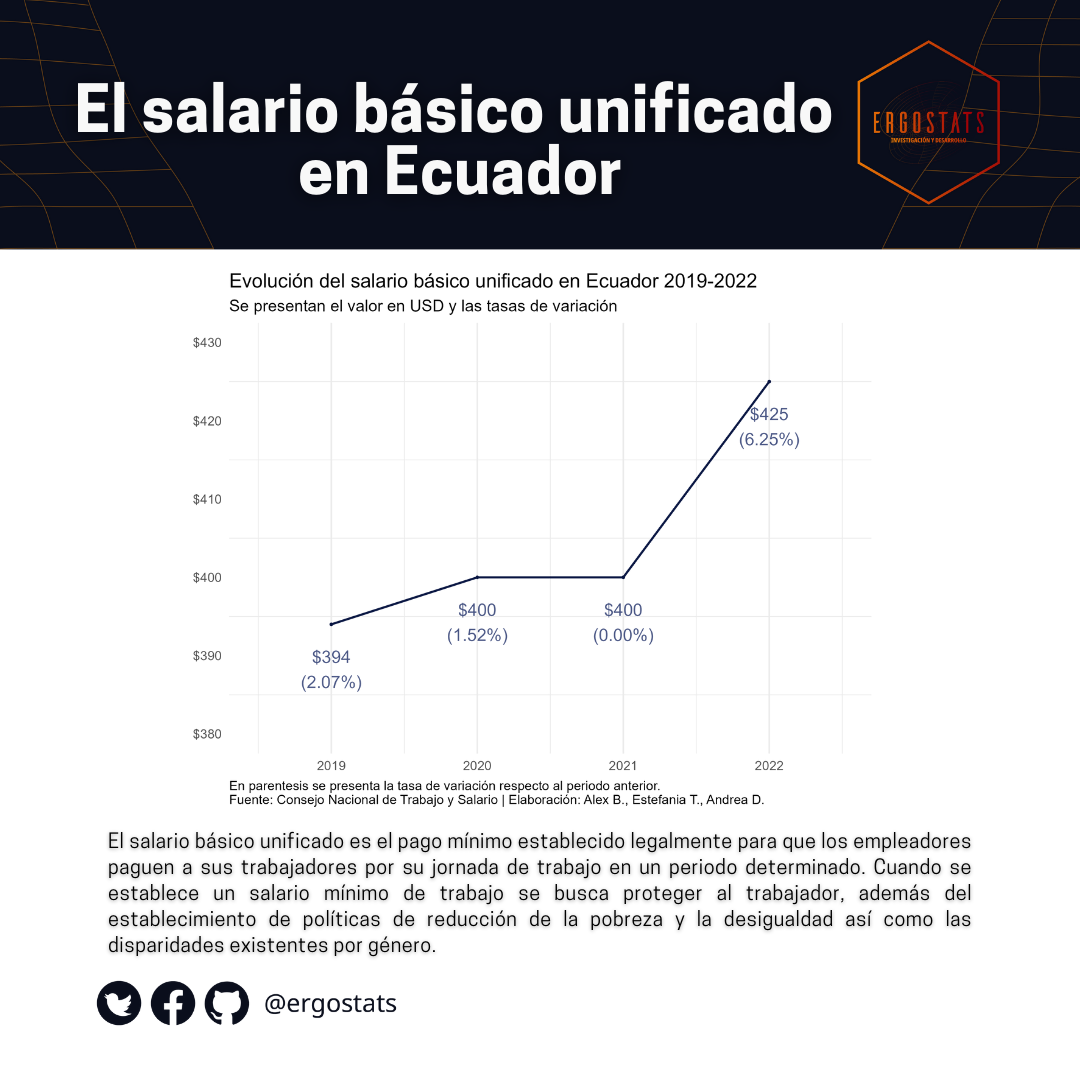 El salario básico unificado
en Ecuador
ERGOSTATS
INVESTIGACIÓN Y DESARROLLO
Evolución del salario básico unificado en Ecuador 2019-2022
Se presentan el valor en USD y las tasas de variación
$430
$420
$410
$400
$390
$380
$425
(6.25%)
$400
(1.52%)
$400
(0.00%)
$394
(2.07%)
2019
2020
2021
2022
En parentesis se presenta la tasa de variación respecto al periodo anterior.
Fuente: Consejo Nacional de Trabajo y Salario | Elaboración: Alex B., Estefania T., Andrea D.
El salario básico unificado es el pago mínimo establecido legalmente para que los empleadores
paguen a sus trabajadores por su jornada de trabajo en un periodo determinado. Cuando se
establece un salario mínimo de trabajo se busca proteger al trabajador, además del
establecimiento de políticas de reducción de la pobreza y la desigualdad así como las
disparidades existentes por género.
@ergostats